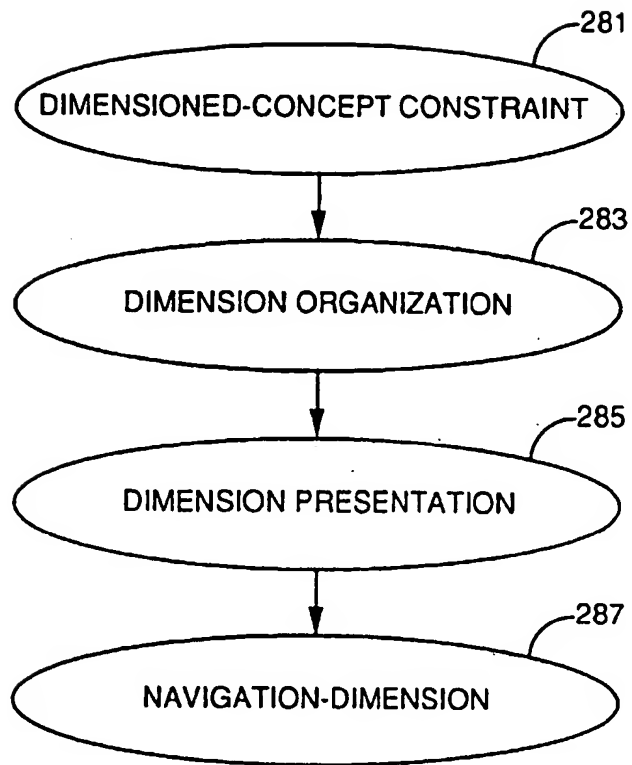 281
DIMENSIONED-CONCEPT CONSTRAINT
283
DIMENSION ORGANIZATION
285
DIMENSION PRESENTATION
287
NAVIGATION-DIMENSION